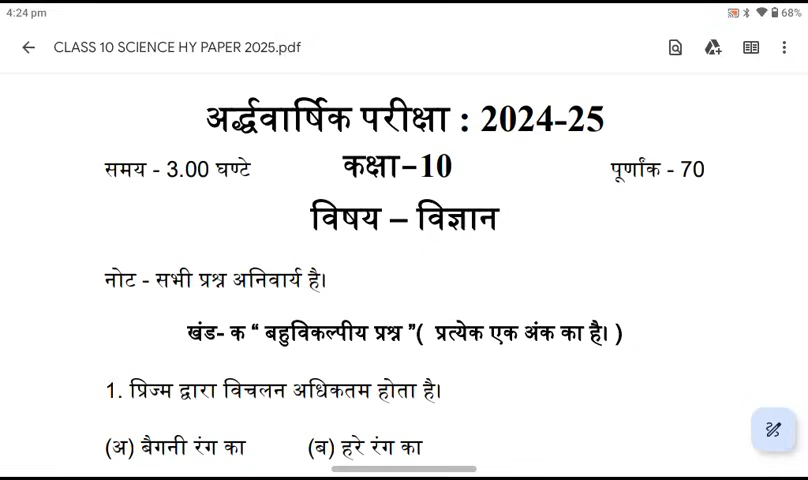 4:24 pm 68%
CLASS 10 SCIENCE HY PAPER 2025.pdf
अर्द्धवार्षिक परीक्षा : 2024-25
समय - 3.00 घण्टे कक्षा-10 पूर्णांक - 70
विषय – विज्ञान
नोट - सभी प्रश्न अनिवार्य है।
खंड- क “ बहुविकल्पीय प्रश्न ”( प्रत्येक एक अंक का है। )
1. प्रिज्म द्वारा विचलन अधिकतम होता है।
(अ) बैगनी रंग का (ब) हरे रंग का